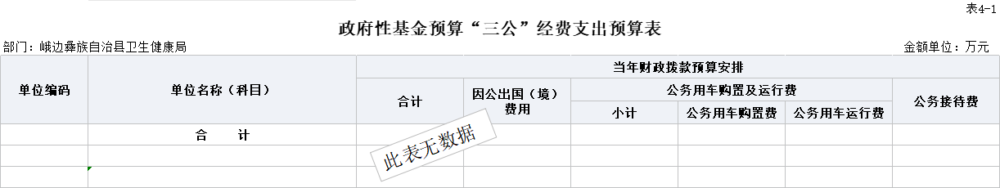 表4-1
政府性基金预算“三公”经费支出预算表
部门：峨边彝族自治县卫生健康局
金额单位：万元
单位编码
单位名称（科目）
当年财政拨款预算安排
合计
因公出国（境）
费用
公务用车购置及运行费
小计
公务用车购置费
公务用车运行费
公务接待费
合 计
此表无数据